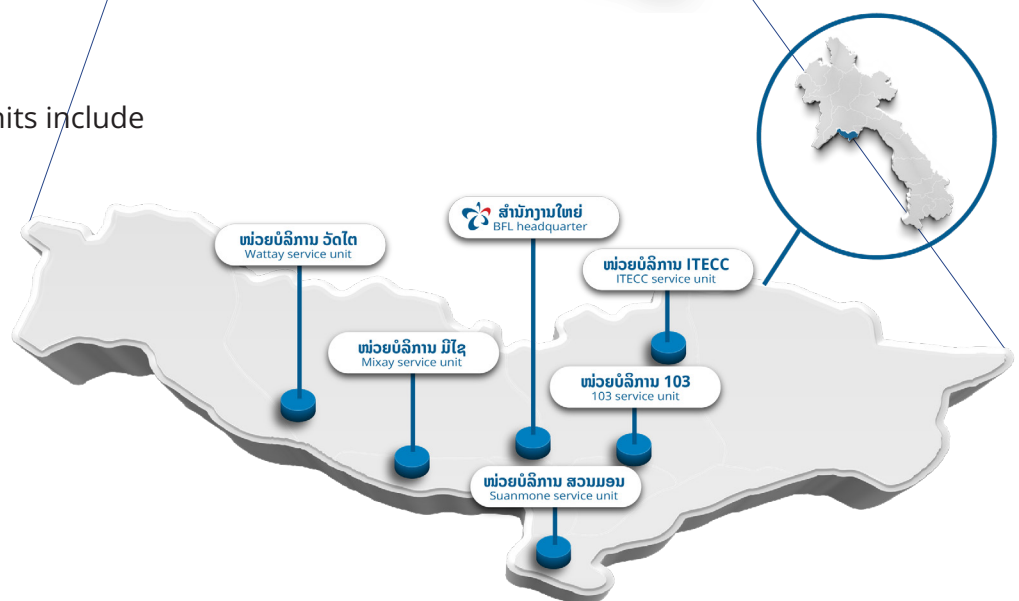 nits include
ສຳນັກງານໃຫຍ່
BFL headquarter
ໜ່ວຍບໍລິການ ວັດໄຕ
Wattay service unit
ໜ່ວຍບໍລິການ ITECC
ITECC service unit
ໜ່ວຍບໍລິການ ມີໄຊ
Mixay service unit
ໜ່ວຍບໍລິການ 103
103 service unit
ໜ່ວຍບໍລິການ ສວນມອນ
Suanmone service unit